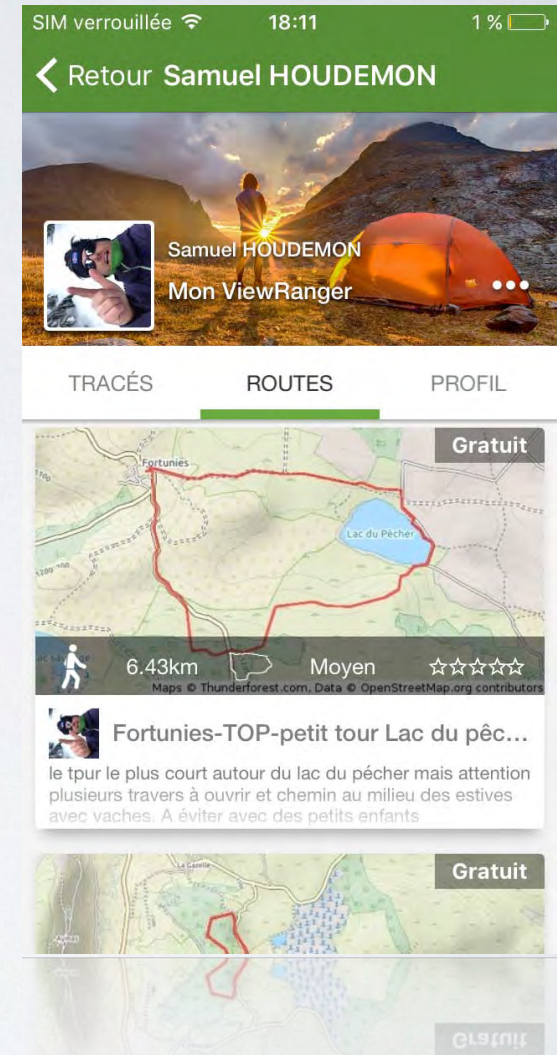 SIM verrouillée 18:11 1 %
Retour Samuel HOUDEMON
Samuel HOUDEMON
Mon ViewRanger
TRACÉS ROUTES PROFIL
Gratuit
Fortunies
Lac du Pêcher
6.43km Moyen
Maps © Thunderforest.com, Data © OpenStreetMap.org contributors
Fortunies-TOP-petit tour Lac du pêc...
le tpur le plus court autour du lac du pécher mais attention
plusieurs travers à ouvrir et chemin au milieu des estives
avec vaches. A éviter avec des petits enfants
Gratuit
La Gazelle